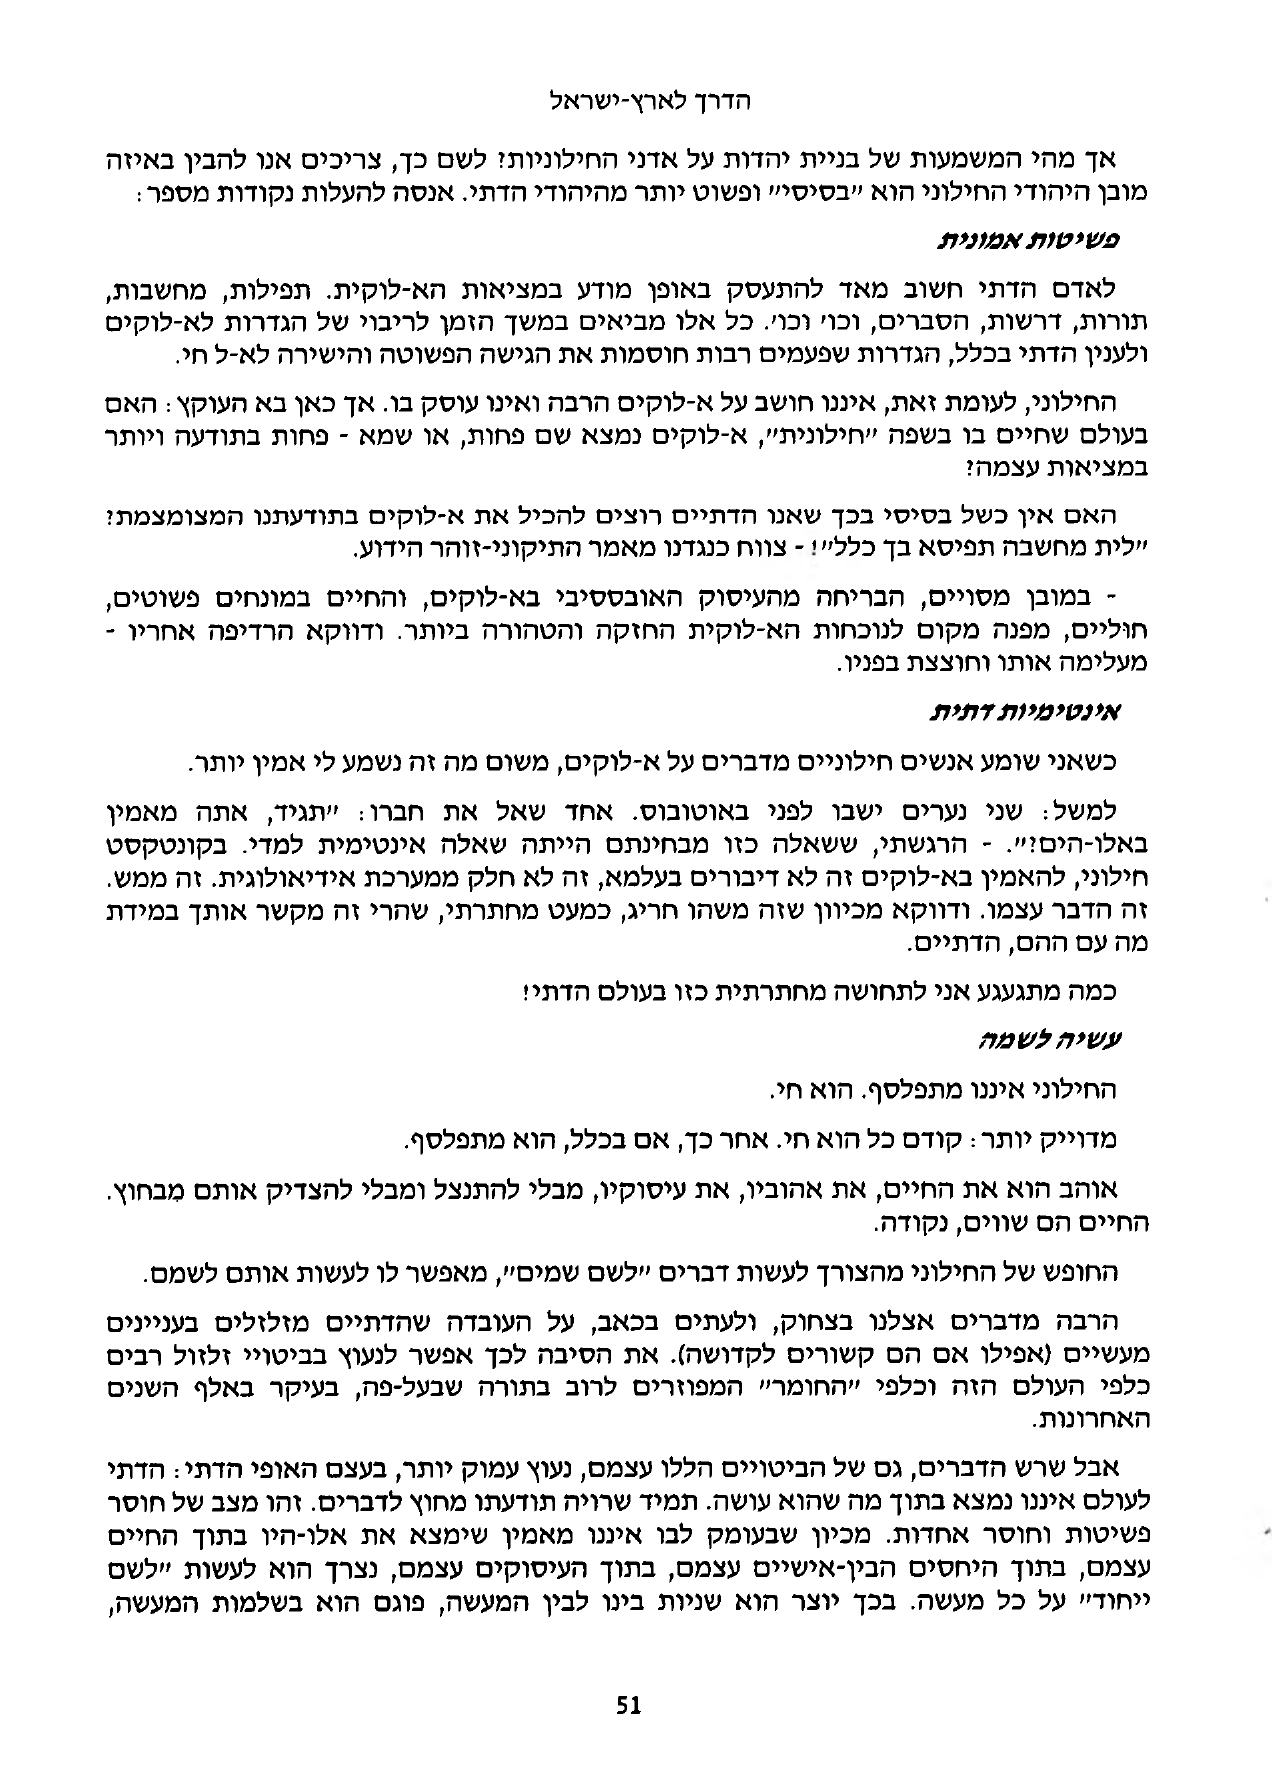 הדרך לארץ-ישראל
אך מהי המשמעות של בניית יהדות על אדני החילוניות? לשם כך, צריכים אנו להבין באיזה
מובן היהודי החילוני הוא "בסיסי" ופשוט יותר מהיהודי הדתי. אנסה להעלות נקודות מספר:
פשיטות אמונית
לאדם הדתי חשוב מאד להתעסק באופן מודע במציאות הא-לוקית. תפילות, מחשבות,
תורות, דרשות, הסברים, וכו' וכו'. כל אלו מביאים במשך הזמן לריבוי של הגדרות לא-לוקים
ולענין הדתי בכלל, הגדרות שפעמים רבות חוסמות את הגישה הפשוטה והישירה לא-ל חי.
החילוני, לעומת זאת, איננו חושב על א-לוקים הרבה ואינו עוסק בו. אך כאן בא העוקץ: האם
בעולם שחיים בו בשפה "חילונית", א-לוקים נמצא שם פחות, או שמא - פחות בתודעה ויותר
במציאות עצמה?
האם אין כשל בסיסי בכך שאנו הדתיים רוצים להכיל את א-לוקים בתודעתנו המצומצמת?
"לית מחשבה תפיסא בך כלל"! - צווח כנגדנו מאמר התיקוני-זוהר הידוע.
- במובן מסויים, הבריחה מהעיסוק האובססיבי בא-לוקים, והחיים במונחים פשוטים,
חוליים, מפנה מקום לנוכחות הא-לוקית החזקה והטהורה ביותר. ודווקא הרדיפה אחריו -
מעלימה אותו וחוצצת בפניו.
אינטימיות דתית
כשאני שומע אנשים חילוניים מדברים על א-לוקים, משום מה זה נשמע לי אמין יותר.
למשל: שני נערים ישבו לפני באוטובוס. אחד שאל את חברו: "תגיד, אתה מאמין
באלו-הים?". - הרגשתי, ששאלה כזו מבחינתם הייתה שאלה אינטימית למדי. בקונטקסט
חילוני, להאמין בא-לוקים זה לא דיבורים בעלמא, זה לא חלק ממערכת אידיאולוגית. זה ממש.
זה הדבר עצמו. ודווקא מכיוון שזה משהו חריג, כמעט מחתרתי, שהרי זה מקשר אותך במידת
מה עם ההם, הדתיים.
כמה מתגעגע אני לתחושה מחתרתית כזו בעולם הדתי!
עשיה לשמה
החילוני איננו מתפלסף. הוא חי.
מדוייק יותר: קודם כל הוא חי. אחר כך, אם בכלל, הוא מתפלסף.
אוהב הוא את החיים, את אהוביו, את עיסוקיו, מבלי להתנצל ומבלי להצדיק אותם מבחוץ.
החיים הם שווים, נקודה.
החופש של החילוני מהצורך לעשות דברים "לשם שמים", מאפשר לו לעשות אותם לשמם.
הרבה מדברים אצלנו בצחוק, ולעתים בכאב, על העובדה שהדתיים מזלזלים בעניינים
מעשיים (אפילו אם הם קשורים לקדושה). את הסיבה לכך אפשר לנעוץ בביטויי זלזול רבים
כלפי העולם הזה וכלפי "החומר" המפוזרים לרוב בתורה שבעל-פה, בעיקר באלף השנים
האחרונות.
אבל שרש הדברים, גם של הביטויים הללו עצמם, נעוץ עמוק יותר, בעצם האופי הדתי: הדתי
לעולם איננו נמצא בתוך מה שהוא עושה. תמיד שרויה תודעתו מחוץ לדברים. זהו מצב של חוסר
פשיטות וחוסר אחדות. מכיון שבעומק לבו איננו מאמין שימצא את אלו-היו בתוך החיים
עצמם, בתוך היחסים הבין-אישיים עצמם, בתוך העיסוקים עצמם, נצרך הוא לעשות "לשם
ייחוד" על כל מעשה. בכך יוצר הוא שניות בינו לבין המעשה, פוגם הוא בשלמות המעשה,
51